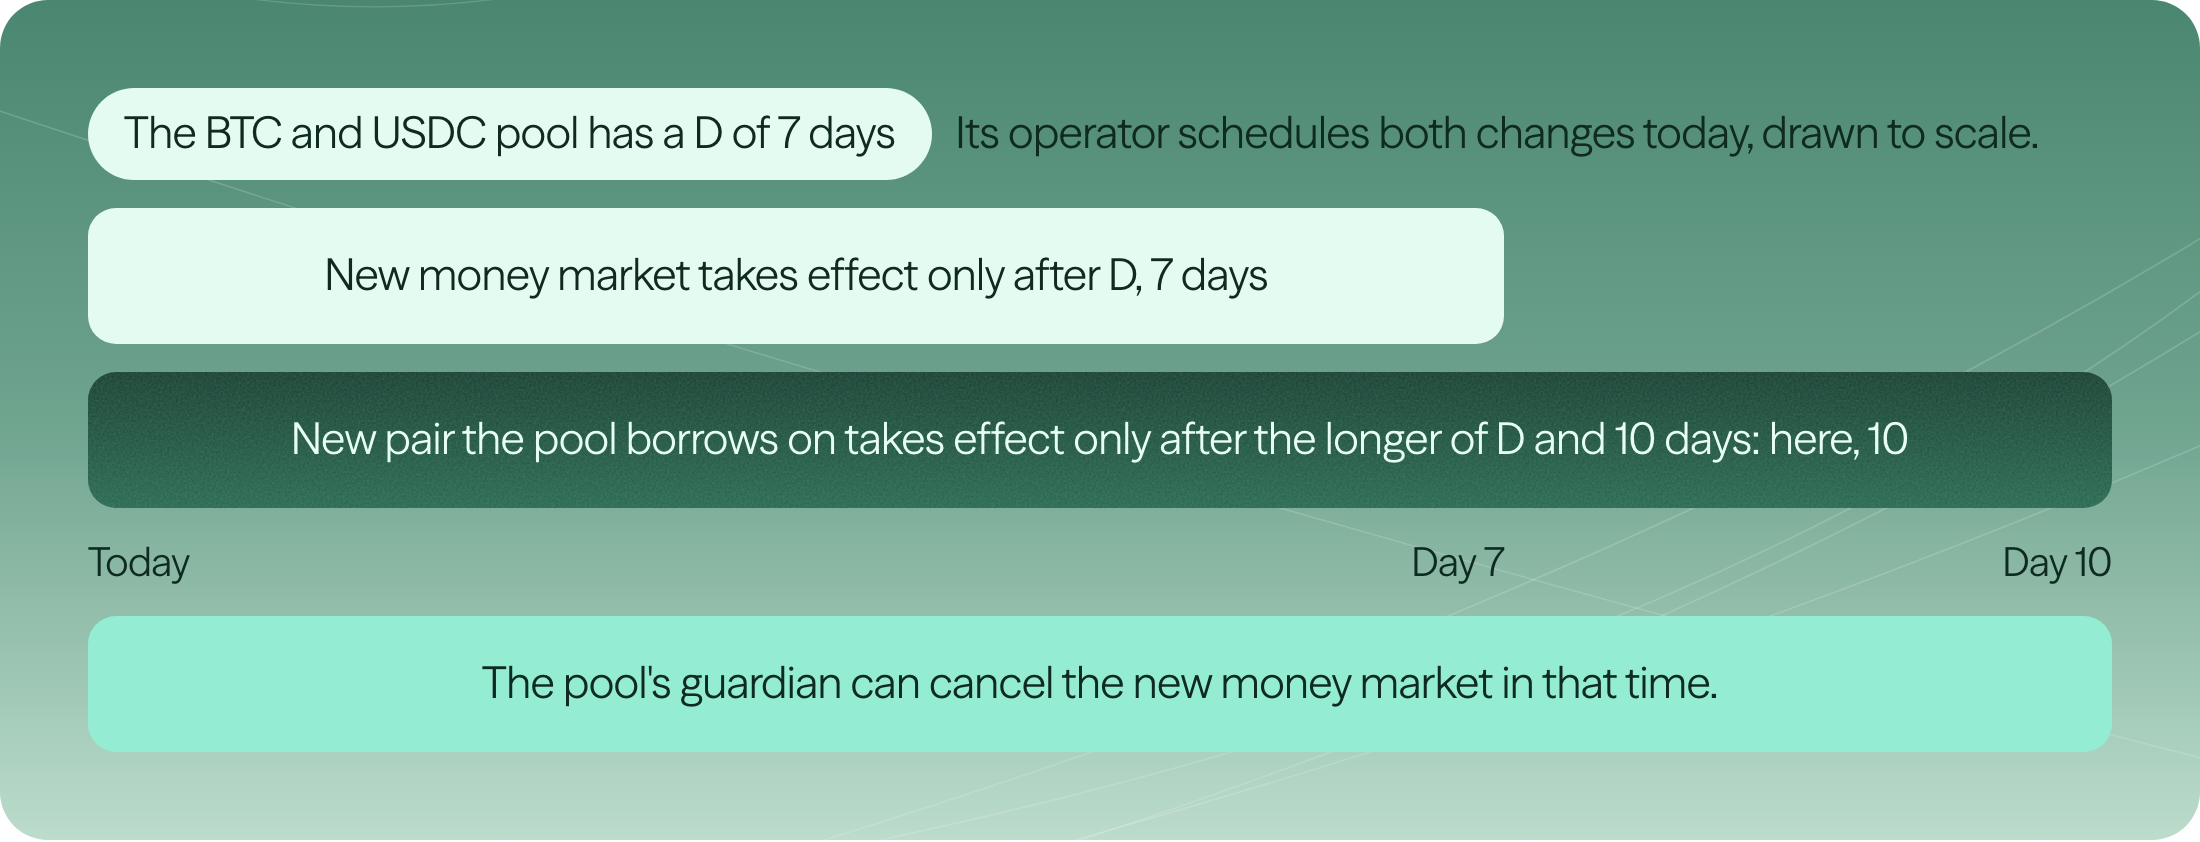 The BTC and USDC pool has a D of 7 days
Its operator schedules both changes today, drawn to scale.
New money market takes effect only after D, 7 days
New pair the pool borrows on takes effect only after the longer of D and 10 days: here, 10
Today
Day 7
Day 10
The pool's guardian can cancel the new money market in that time.